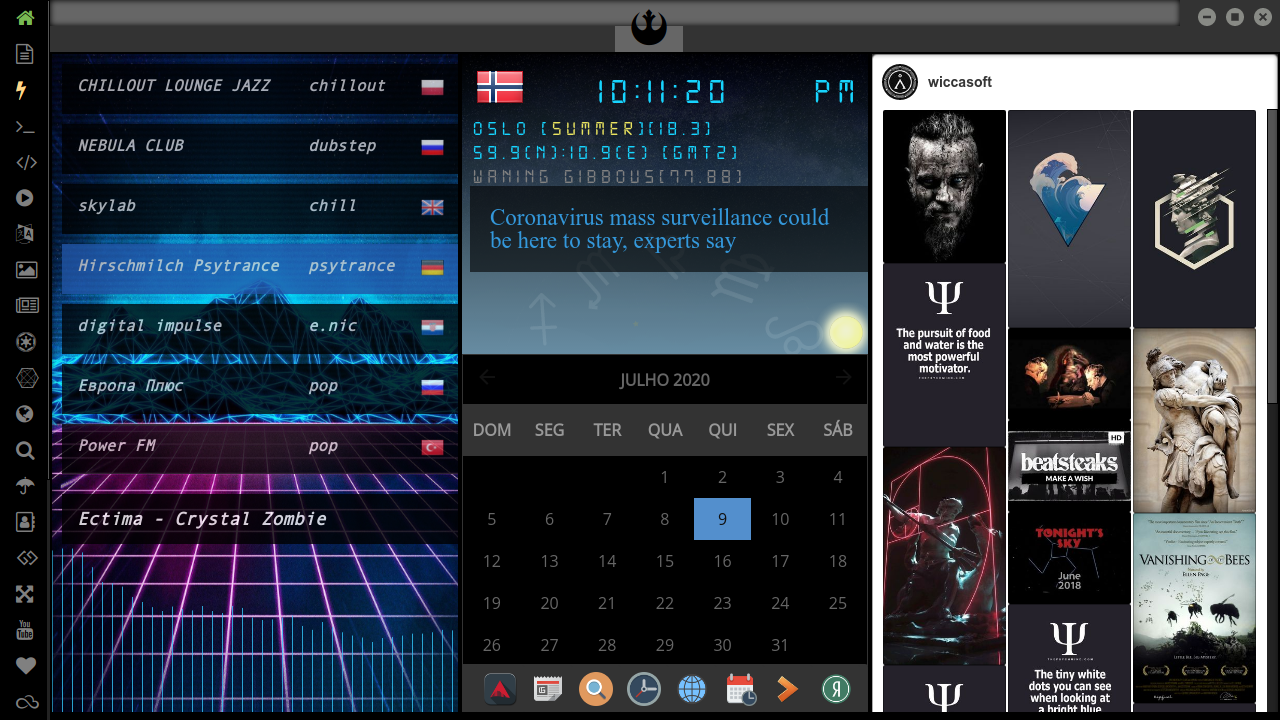 CHILLOUT LOUNGE JAZZ chillout
NEBULA CLUB dubstep
skylab chill
Hirschmilch Psytrance psytrance
digital impulse e.nic
Европа Плюс pop
Power FM pop
Ectima - Crystal Zombie
You
Tube
10:11:20 PM
OSLO [SUMMER][18.3]
59.9(N):10.9(E) [GMT2]
WANING GIBBOUS[77.88]
Coronavirus mass surveillance could
be here to stay, experts say
JULHO 2020
DOM SEG TER QUA QUI SEX SÁB
1 2 3 4
5 6 7 8 9 10 11
12 13 14 15 16 17 18
19 20 21 22 23 24 25
26 27 28 29 30 31
Я
wiccasoft
Ψ
The pursuit of food
and water is the
most powerful
motivator.
HD
beatsteaks
MAKE A WISH
TONIGHT'S
SKY
June
2018
VANISHING OF THE BEES
ELLEN PAGE
Ψ
The tiny white
dots you can see
when looking at
a bright blue
Ψ